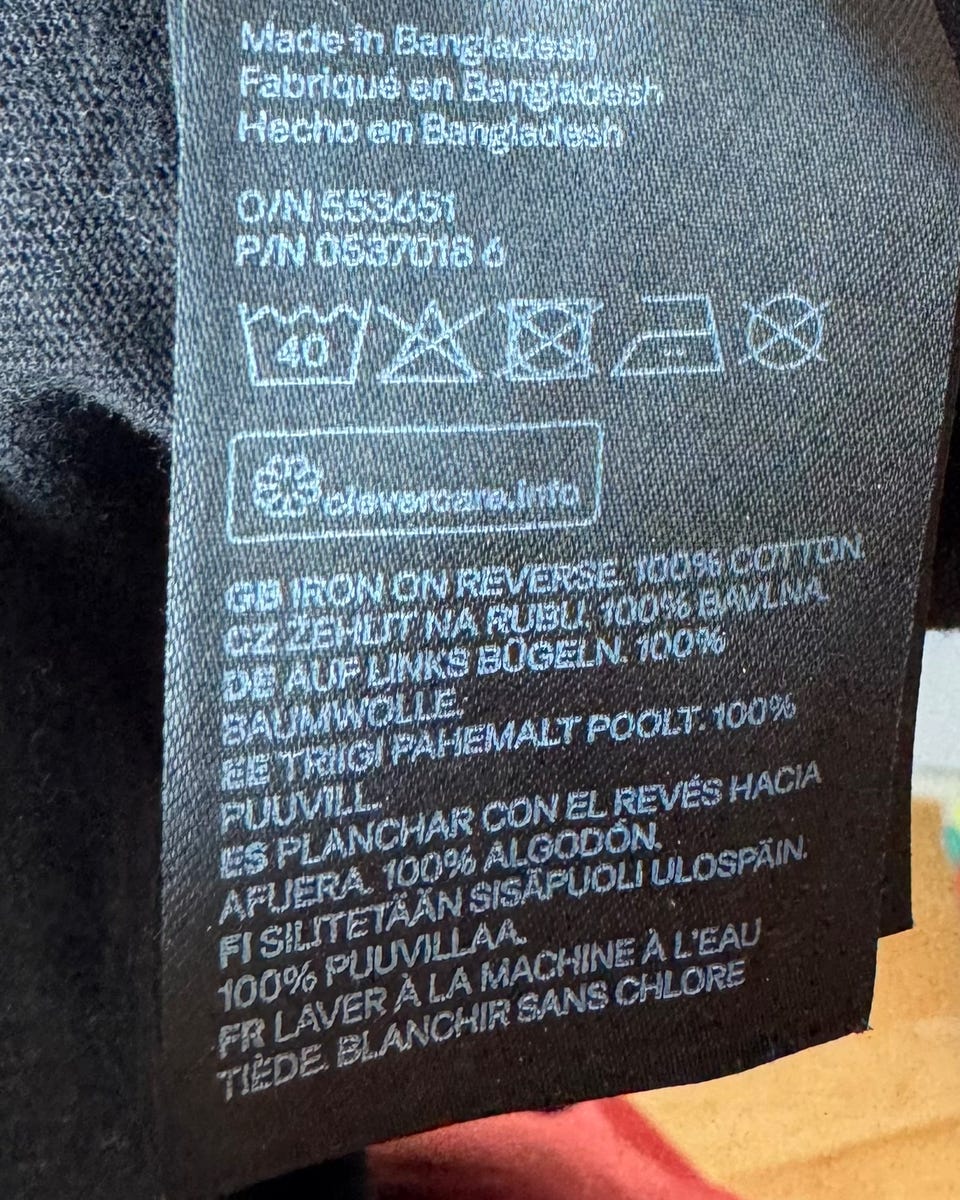 Made in Bangladesh
Fabriqué en Bangladesh
Hecho en Bangladesh
O/N 553651
P/N 0537018 6
40
clevercare.info
GB IRON ON REVERSE. 100% COTTON.
CZ ŽEHLIT NA RUBU. 100% BAVLNA.
DE AUF LINKS BÜGELN. 100%
BAUMWOLLE.
EE TRIIGI PAHEMALT POOLT. 100%
PUUVILL.
ES PLANCHAR CON EL REVÉS HACIA
AFUERA. 100% ALGODÓN.
FI SILITETÄÄN SISÄPUOLI ULOSPÄIN.
100% PUUVILLAA.
FR LAVER À LA MACHINE À L'EAU
TIÈDE. BLANCHIR SANS CHLORE